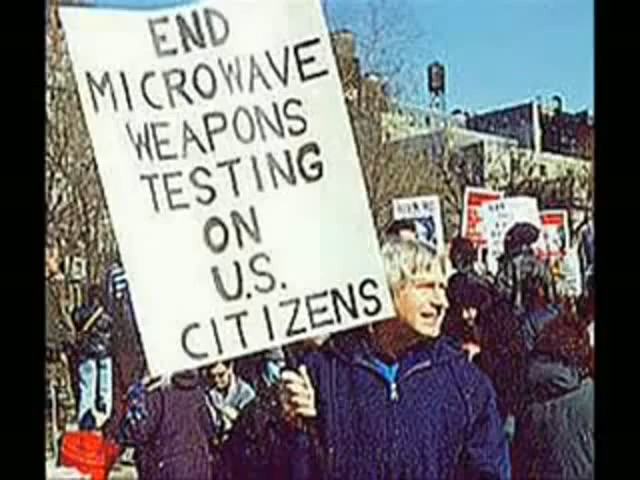 END
MICROWAVE
WEAPONS
TESTING
ON
U.S.
CITIZENS